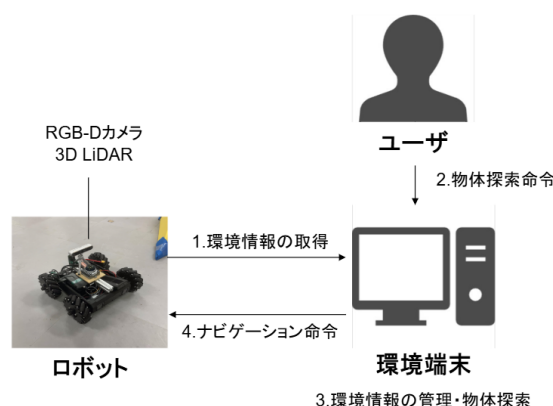 ユーザ
RGB-Dカメラ
3D LiDAR
2.物体探索命令
1.環境情報の取得
4.ナビゲーション命令
ロボット
環境端末
3.環境情報の管理・物体探索